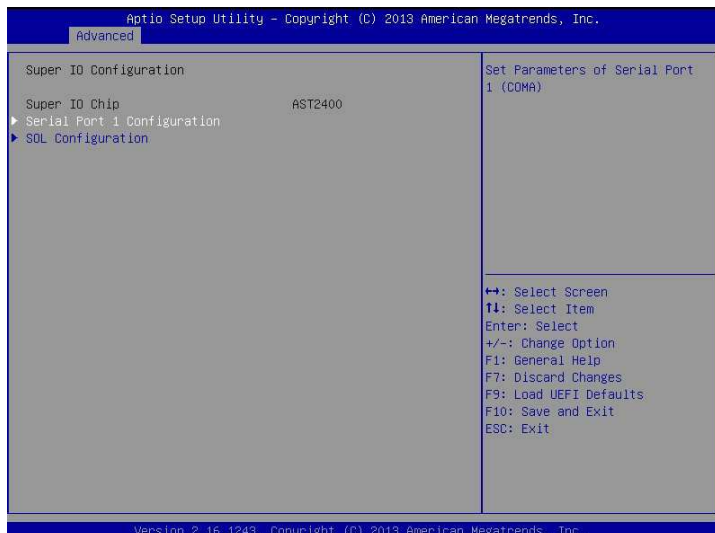 Aptio Setup Utility – Copyright (C) 2013 American Megatrends, Inc.
Advanced
Super IO Configuration
Super IO Chip AST2400
▶ Serial Port 1 Configuration
▶ SOL Configuration
Set Parameters of Serial Port
1 (COMA)
↔: Select Screen
↑↓: Select Item
Enter: Select
+/-: Change Option
F1: General Help
F7: Discard Changes
F9: Load UEFI Defaults
F10: Save and Exit
ESC: Exit
Version 2.16.1243. Copyright (C) 2013 American Megatrends, Inc.